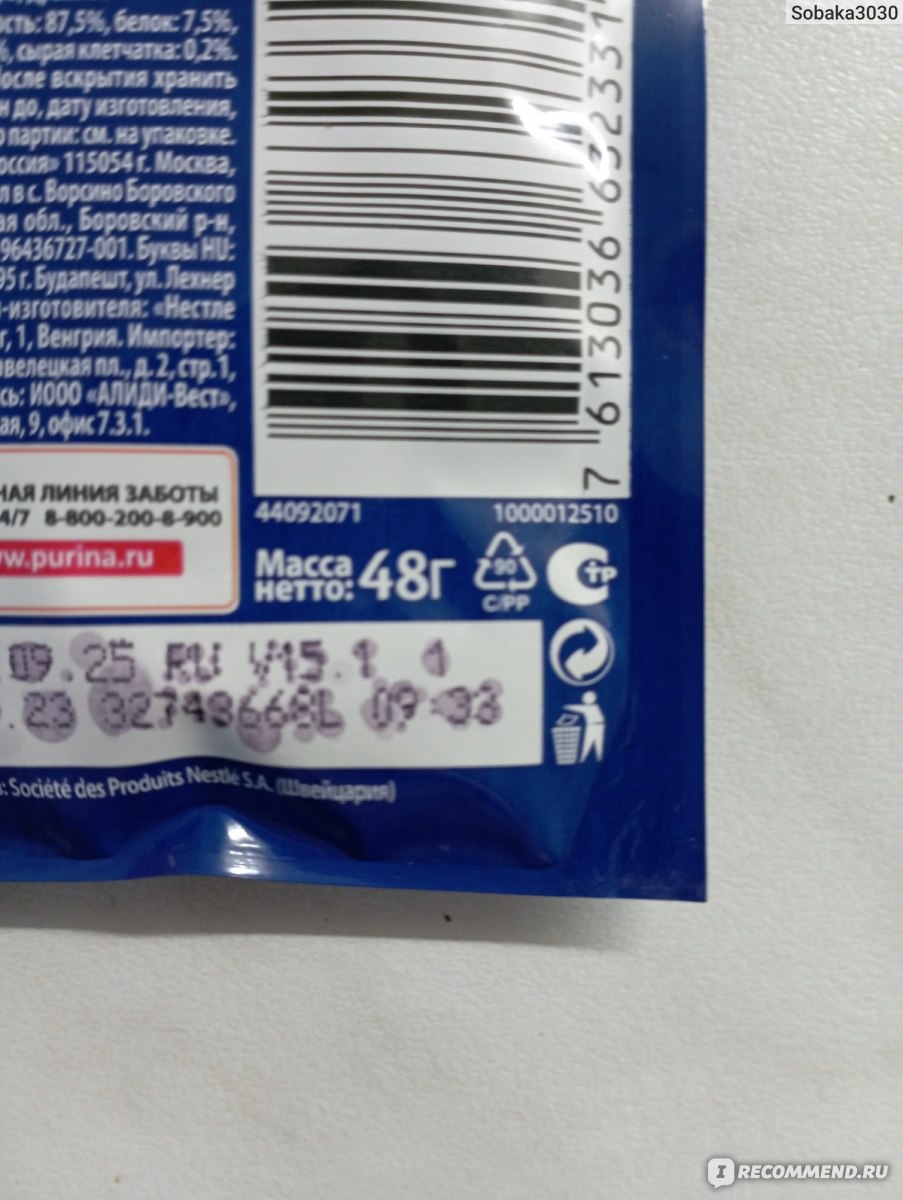 Sobaka3030
ость: 87,5%, белок: 7,5%,
%, сырая клетчатка: 0,2%.
После вскрытия хранить
н до, дату изготовления,
о партии: см. на упаковке.
оссия» 115054 г. Москва,
л в с. Ворсино Боровского
ая обл., Боровский р-н,
96436727-001. Буквы HU:
95 г. Будапешт, ул. Лехнер
-изготовителя: «Нестле
г, 1, Венгрия. Импортер:
авелецкая пл., д. 2, стр. 1,
сь: ИООО «АЛИДИ-Вест»,
ая, 9, офис 7.3.1.
7 613036 632331
НАЯ ЛИНИЯ ЗАБОТЫ
4/7 8-800-200-8-900
w.purina.ru
44092071 1000012510
Масса
нетто: 48г
90
C/PP
.09.25 RU V15.1 1
.23 32748668L 09:33
: Société des Produits Nestlé S.A. (Швейцария)
IRECOMMEND.RU